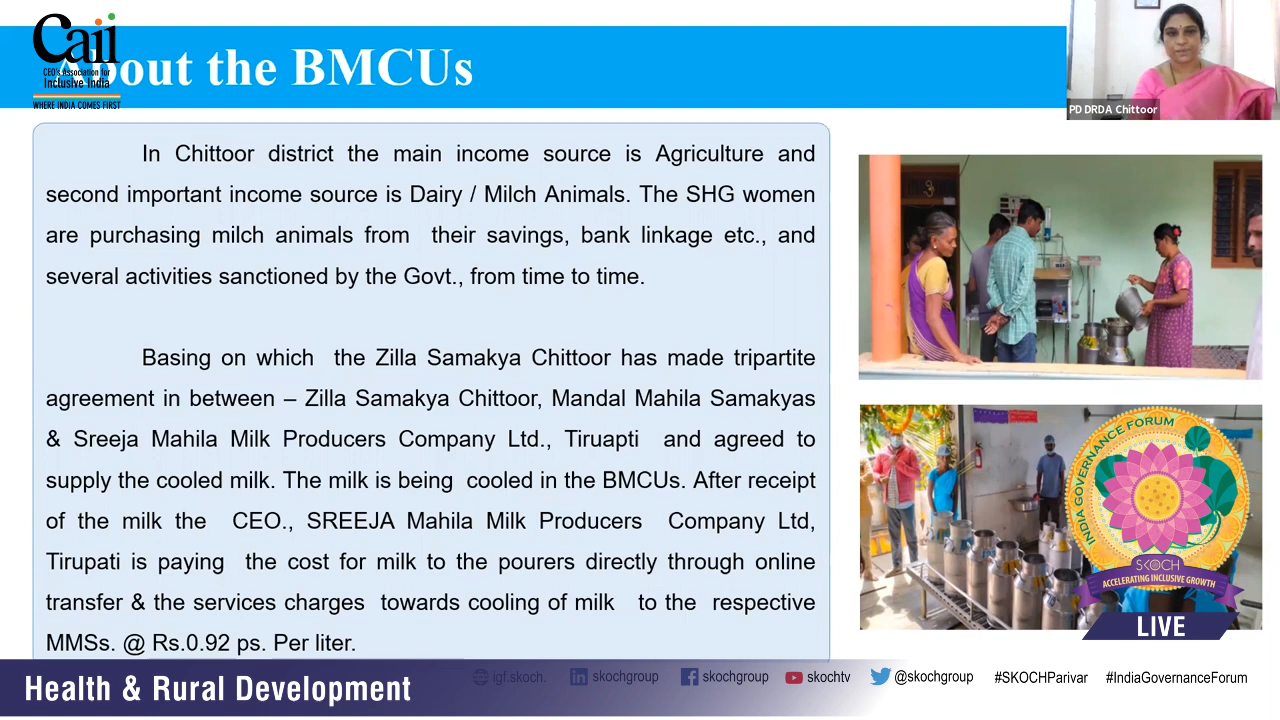 Caii
CEO's Association for
Inclusive India
WHERE INDIA COMES FIRST
About the BMCUs
PD DRDA Chittoor
In Chittoor district the main income source is Agriculture and
second important income source is Dairy / Milch Animals. The SHG women
are purchasing milch animals from their savings, bank linkage etc., and
several activities sanctioned by the Govt., from time to time.
Basing on which the Zilla Samakya Chittoor has made tripartite
agreement in between – Zilla Samakya Chittoor, Mandal Mahila Samakyas
& Sreeja Mahila Milk Producers Company Ltd., Tiruapti and agreed to
supply the cooled milk. The milk is being cooled in the BMCUs. After receipt
of the milk the CEO., SREEJA Mahila Milk Producers Company Ltd,
Tirupati is paying the cost for milk to the pourers directly through online
transfer & the services charges towards cooling of milk to the respective
MMSs. @ Rs.0.92 ps. Per liter.
INDIA GOVERNANCE FORUM
SKOCH
ACCELERATING INCLUSIVE GROWTH
LIVE
Health & Rural Development
igf.skoch.
skochgroup
skochgroup
skochtv
@skochgroup
#SKOCHParivar
#IndiaGovernanceForum